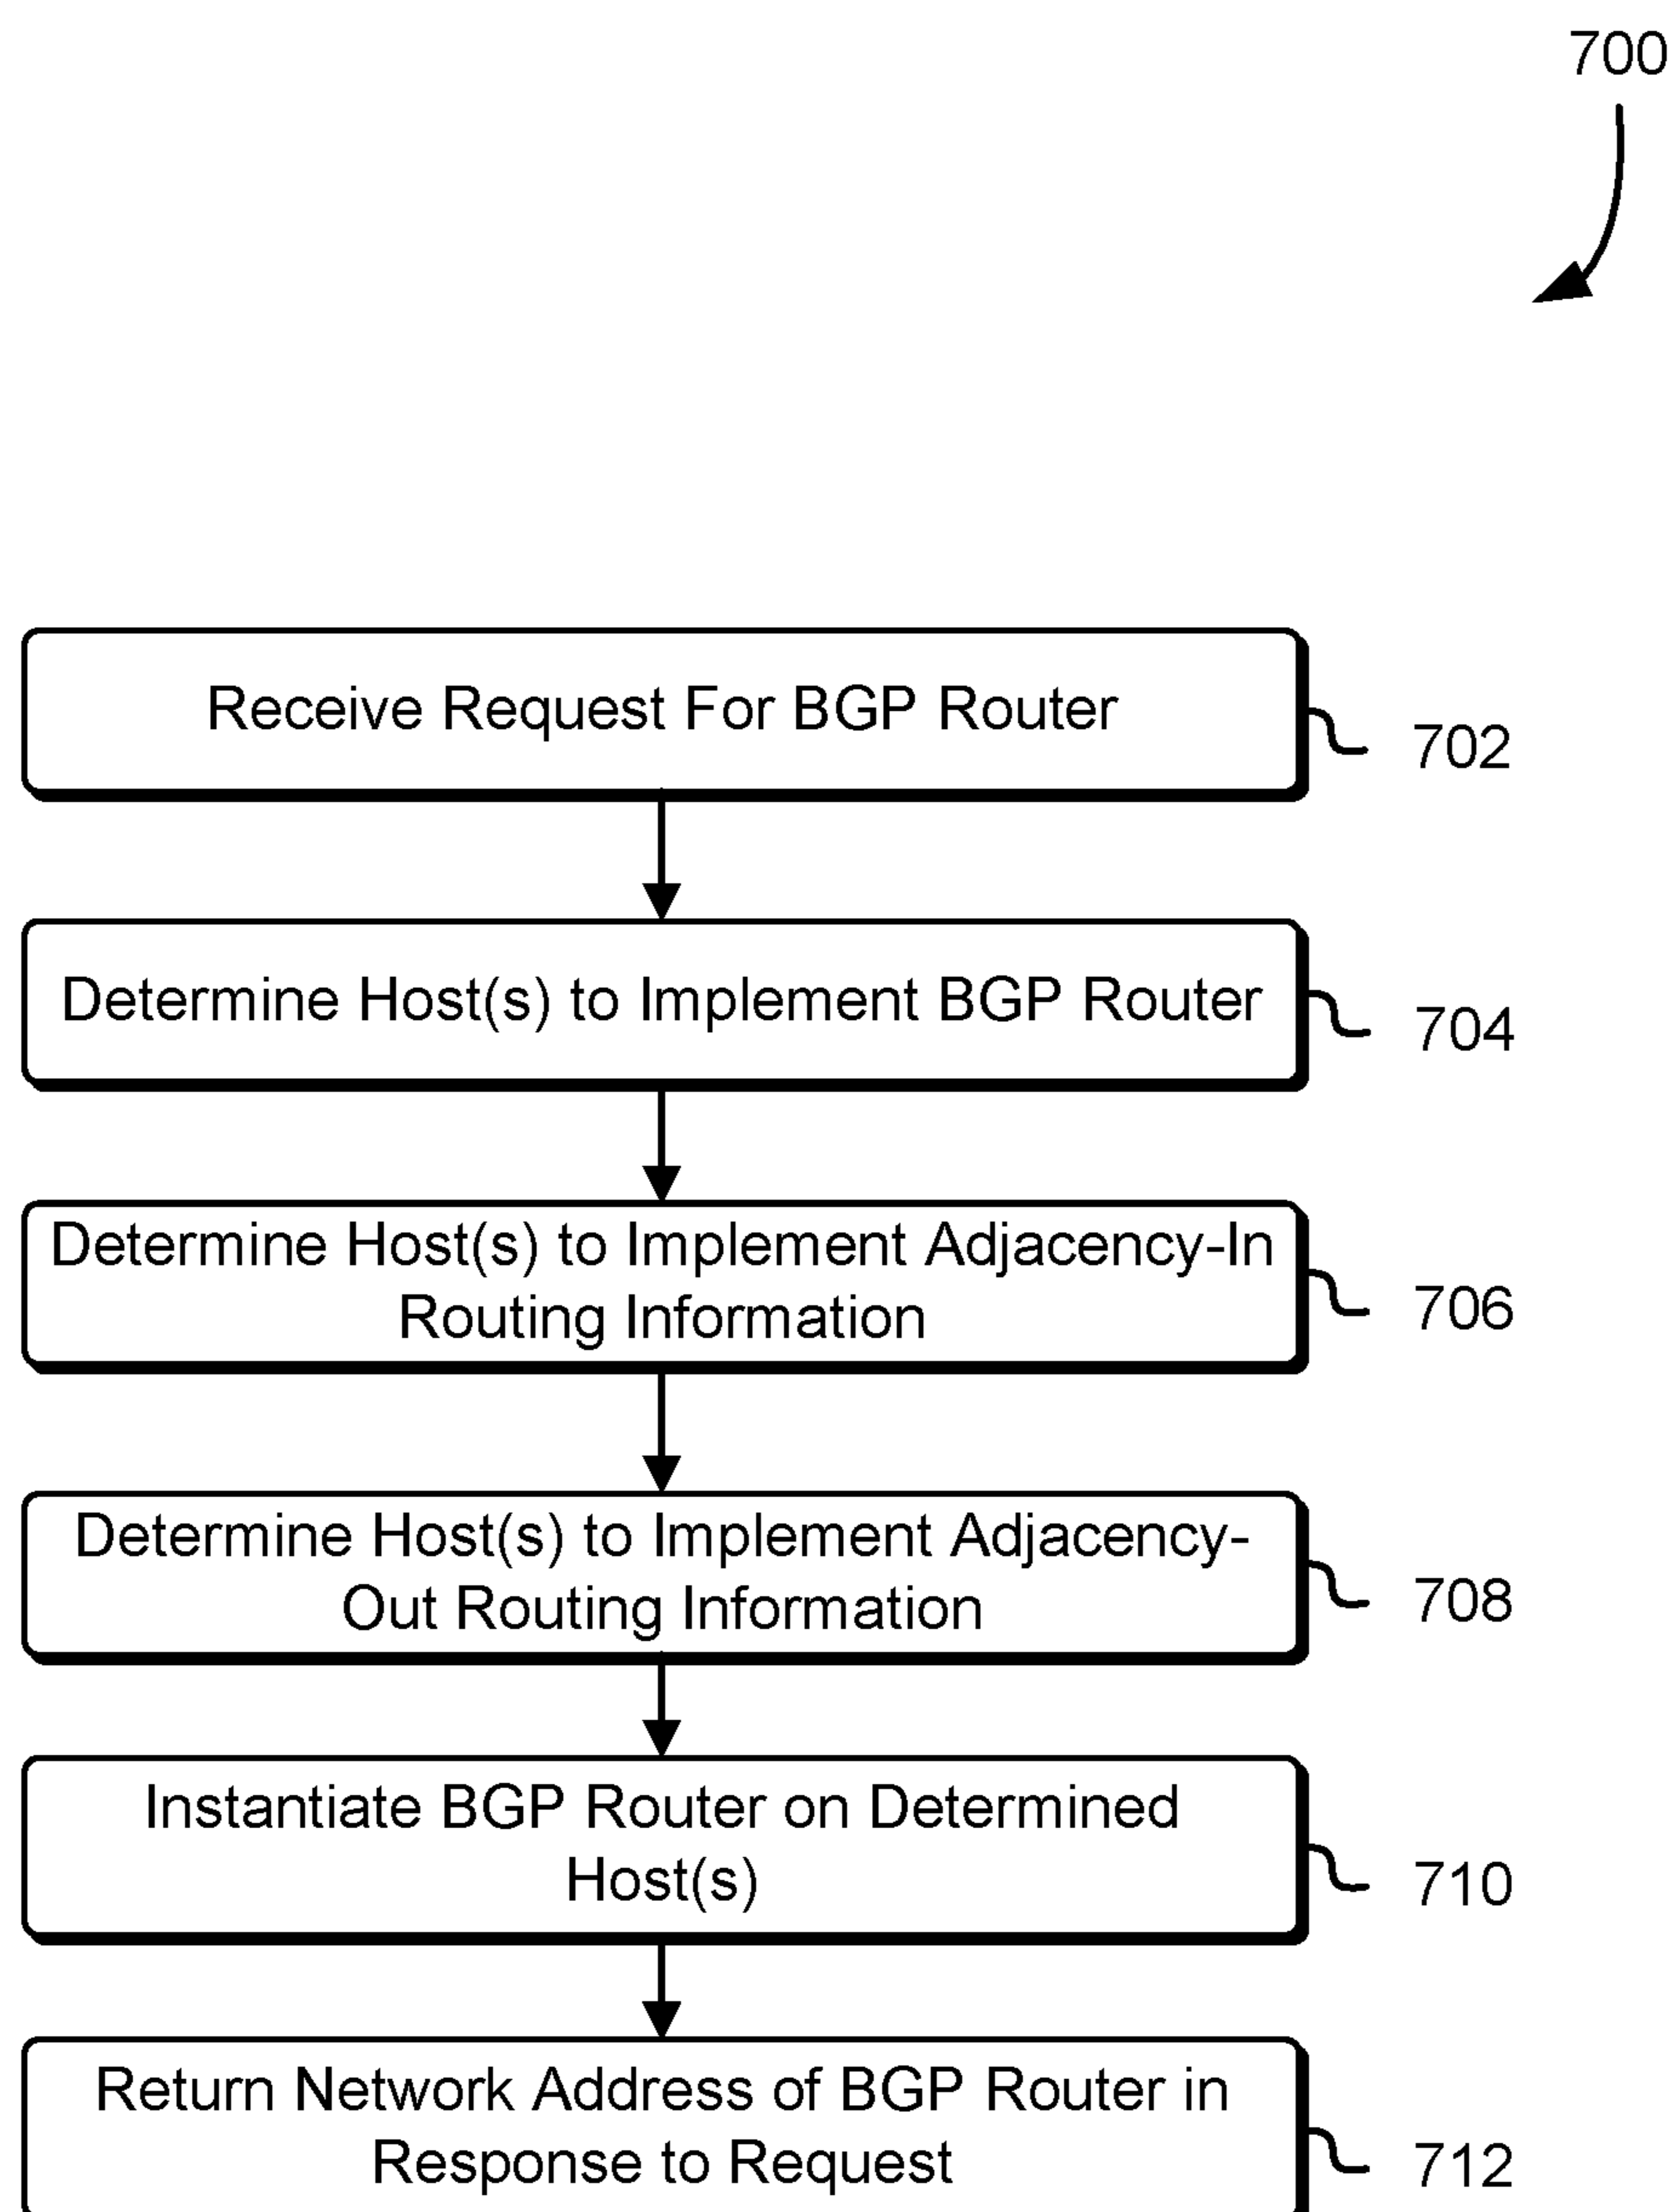 700
Receive Request For BGP Router
702
Determine Host(s) to Implement BGP Router
704
Determine Host(s) to Implement Adjacency-In
Routing Information
706
Determine Host(s) to Implement Adjacency-
Out Routing Information
708
Instantiate BGP Router on Determined
Host(s)
710
Return Network Address of BGP Router in
Response to Request
712